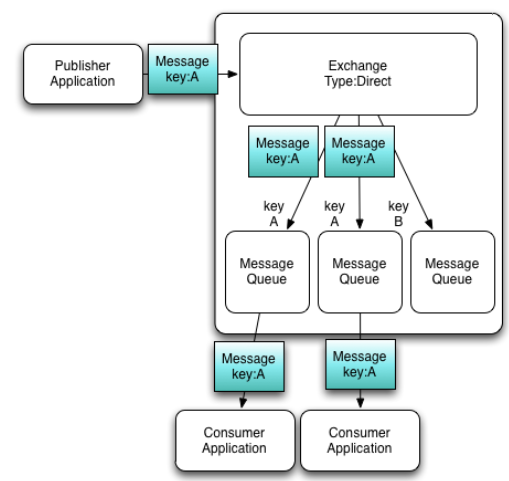 Publisher
Application
Message
key:A
Exchange
Type:Direct
Message
key:A
Message
key:A
key
A
key
A
key
B
Message
Queue
Message
Queue
Message
Queue
Message
key:A
Message
key:A
Consumer
Application
Consumer
Application